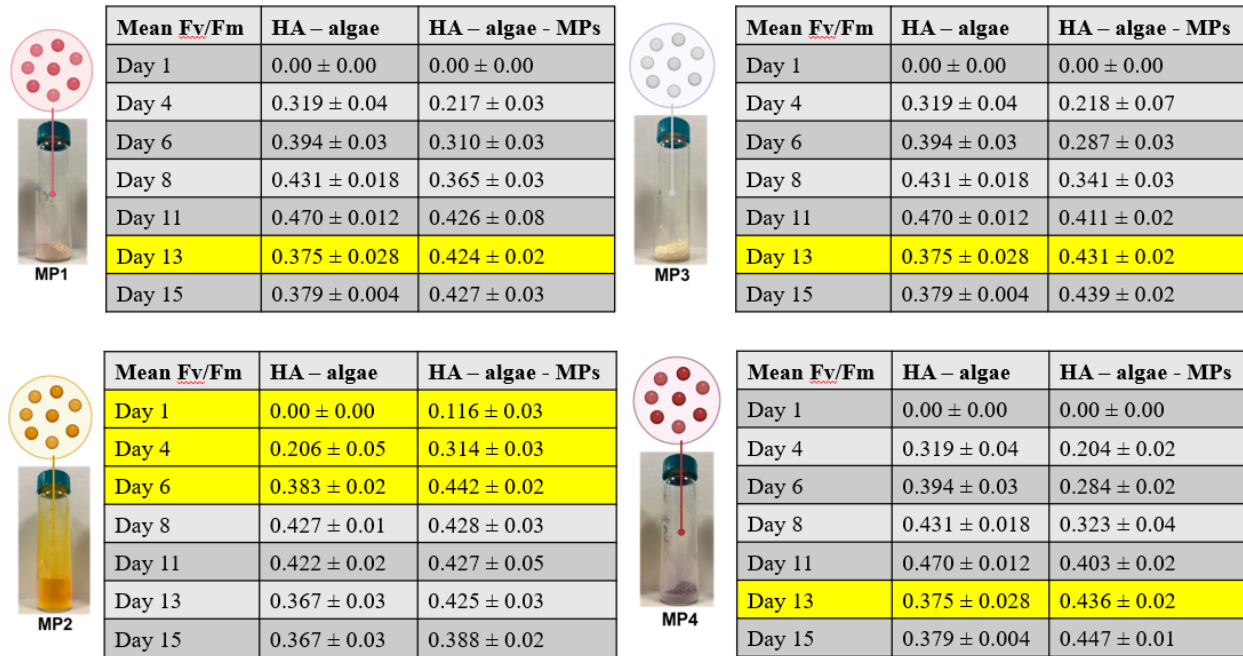 Mean Fv/Fm HA – algae HA – algae - MPs
Day 1 0.00 ± 0.00 0.00 ± 0.00
Day 4 0.319 ± 0.04 0.217 ± 0.03
Day 6 0.394 ± 0.03 0.310 ± 0.03
Day 8 0.431 ± 0.018 0.365 ± 0.03
Day 11 0.470 ± 0.012 0.426 ± 0.08
Day 13 0.375 ± 0.028 0.424 ± 0.02
Day 15 0.379 ± 0.004 0.427 ± 0.03
MP1
Mean Fv/Fm HA – algae HA – algae - MPs
Day 1 0.00 ± 0.00 0.00 ± 0.00
Day 4 0.319 ± 0.04 0.218 ± 0.07
Day 6 0.394 ± 0.03 0.287 ± 0.03
Day 8 0.431 ± 0.018 0.341 ± 0.03
Day 11 0.470 ± 0.012 0.411 ± 0.02
Day 13 0.375 ± 0.028 0.431 ± 0.02
Day 15 0.379 ± 0.004 0.439 ± 0.02
MP3
Mean Fv/Fm HA – algae HA – algae - MPs
Day 1 0.00 ± 0.00 0.116 ± 0.03
Day 4 0.206 ± 0.05 0.314 ± 0.03
Day 6 0.383 ± 0.02 0.442 ± 0.02
Day 8 0.427 ± 0.01 0.428 ± 0.03
Day 11 0.422 ± 0.02 0.427 ± 0.05
Day 13 0.367 ± 0.03 0.425 ± 0.03
Day 15 0.367 ± 0.03 0.388 ± 0.02
MP2
Mean Fv/Fm HA – algae HA – algae - MPs
Day 1 0.00 ± 0.00 0.00 ± 0.00
Day 4 0.319 ± 0.04 0.204 ± 0.02
Day 6 0.394 ± 0.03 0.284 ± 0.02
Day 8 0.431 ± 0.018 0.323 ± 0.04
Day 11 0.470 ± 0.012 0.403 ± 0.02
Day 13 0.375 ± 0.028 0.436 ± 0.02
Day 15 0.379 ± 0.004 0.447 ± 0.01
MP4